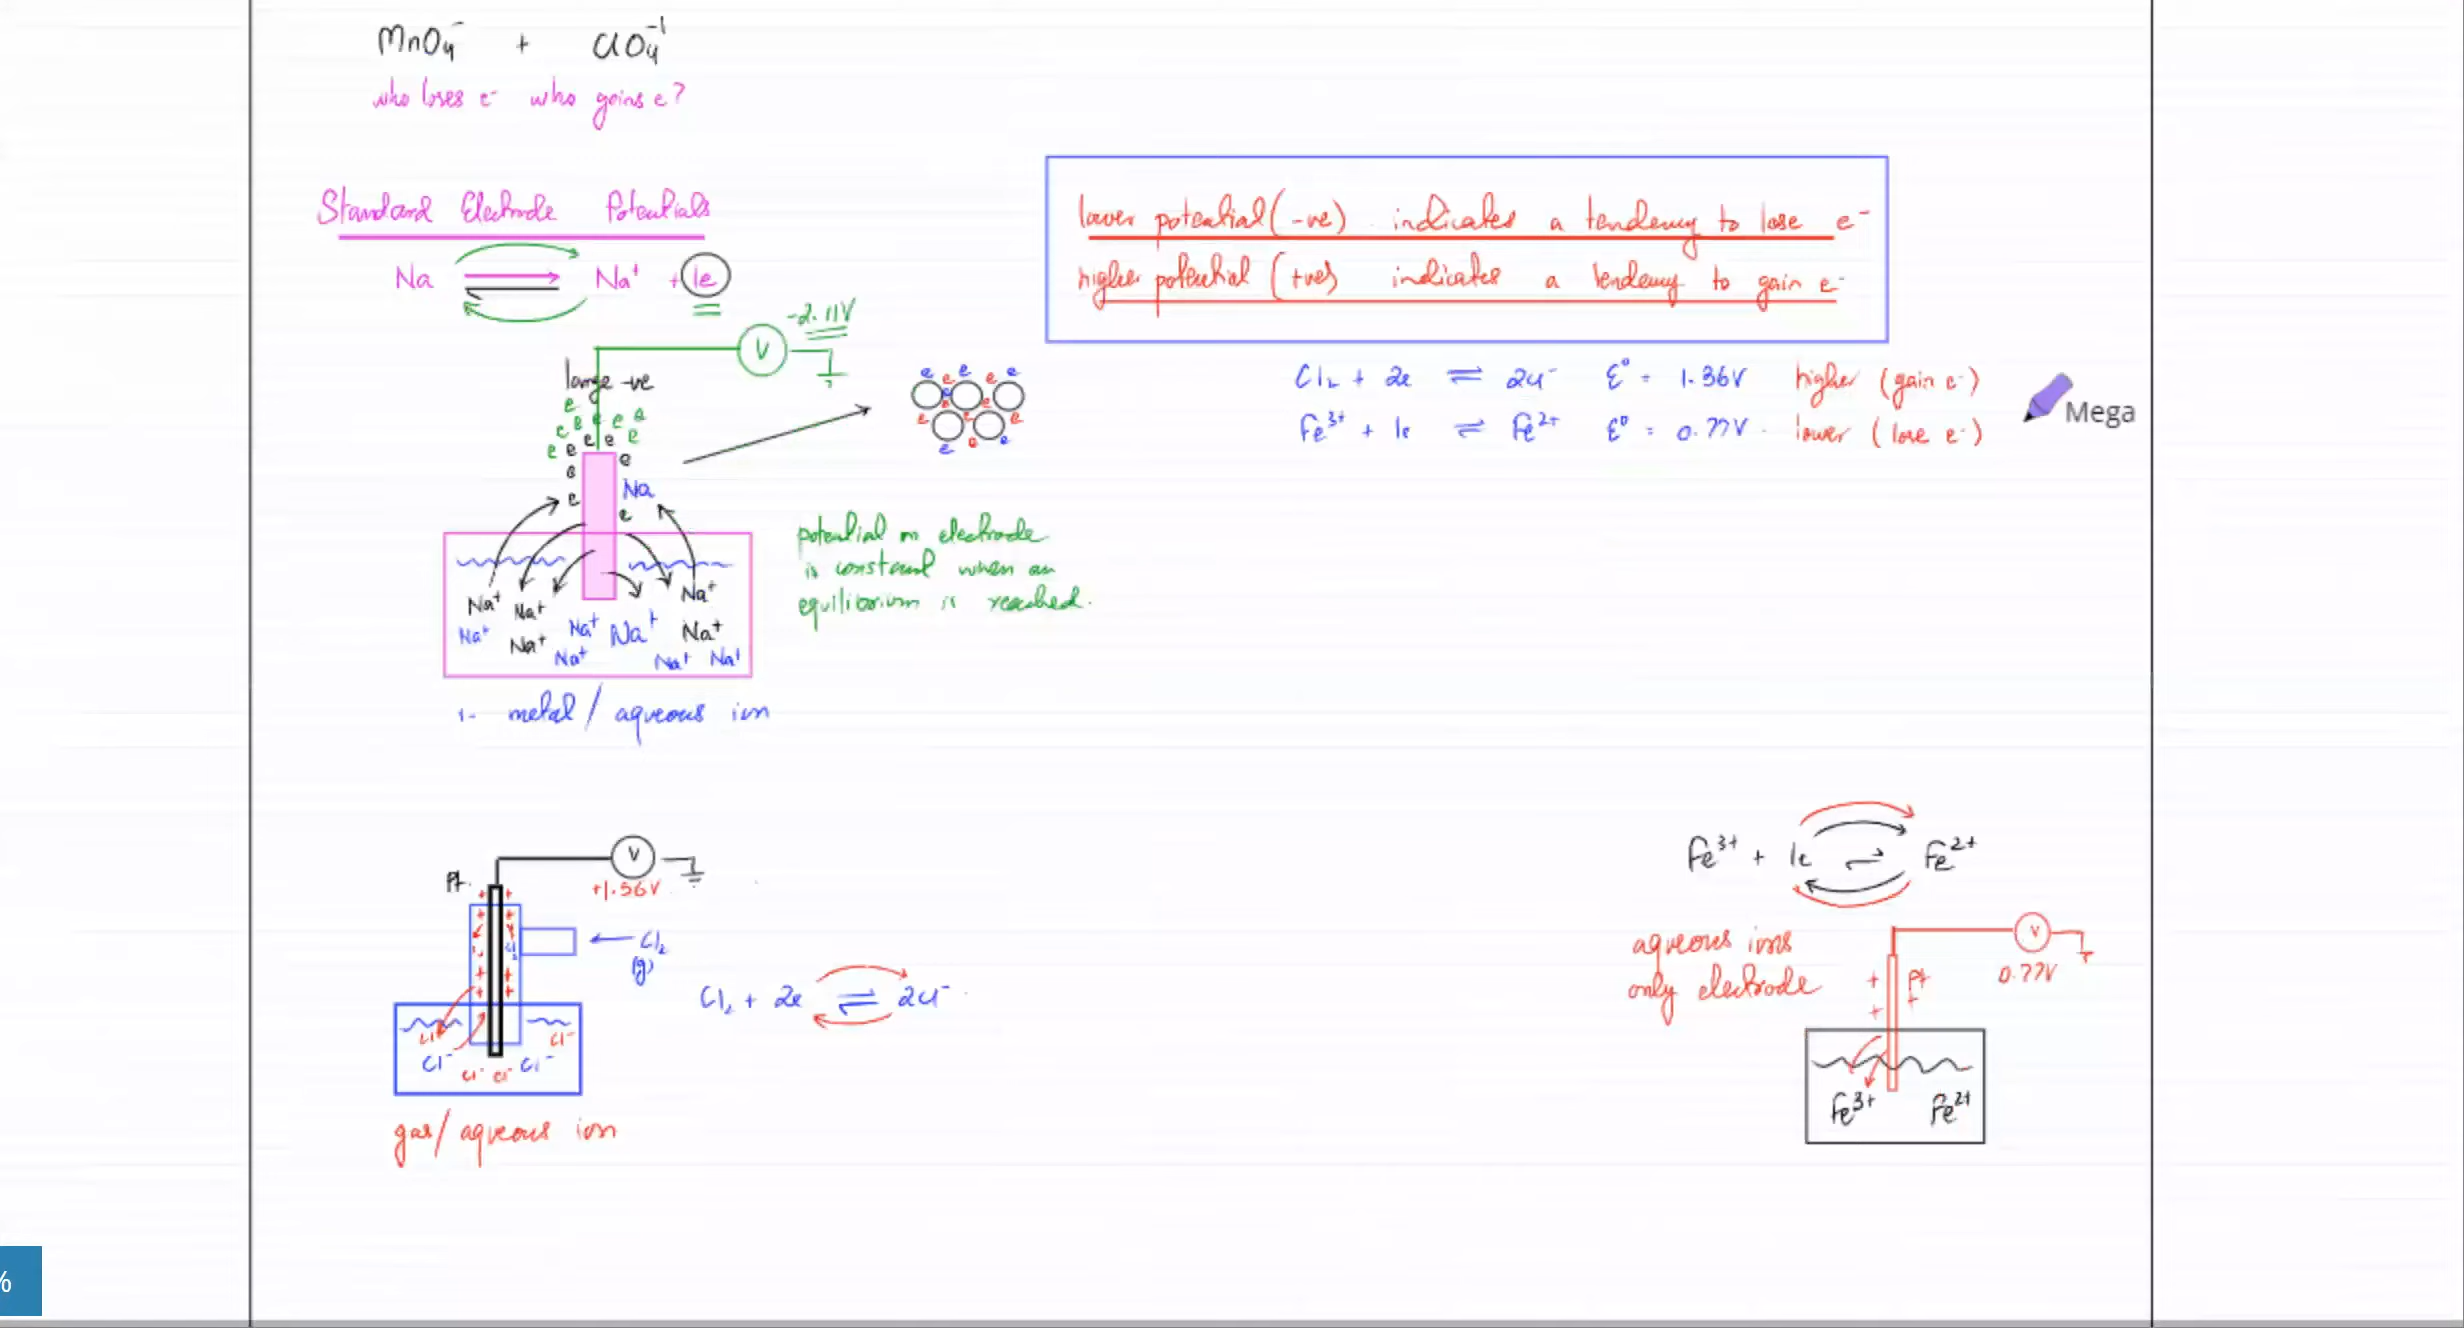 MnO₄⁻ + ClO₄⁻¹
who loses e⁻ who gains e?
Standard Electrode Potentials
Na ⇌ Na⁺ + 1e
-2.11V
V
large -ve
e e e e e e e
e e e e e
e e
e Na
e e
Na⁺ Na⁺ Na⁺
Na⁺ Na⁺ Na⁺ Na⁺ Na⁺
Na⁺ Na⁺ Na⁺
1- metal / aqueous ion
e e e e e
e e e e
e e e
potential on electrode
is constant when an
equilibrium is reached.
lower potential (-ve) indicates a tendency to lose e⁻
higher potential (+ve) indicates a tendency to gain e⁻
Cl₂ + 2e ⇌ 2Cl⁻ E° = 1.36V higher (gain e⁻)
Fe³⁺ + 1e ⇌ Fe²⁺ E° = 0.77V. lower (lose e⁻)
Mega
Pt.
V
+1.36V
Cl₂
(g)
Cl₂ + 2e ⇌ 2Cl⁻
Cl⁻ Cl⁻
Cl⁻ Cl⁻ Cl⁻ Cl⁻
gas/aqueous ion
Fe³⁺ + 1e ⇌ Fe²⁺
aqueous ions
only electrode
V
+ Pt
+ +
0.77V
Fe³⁺ Fe²⁺
%